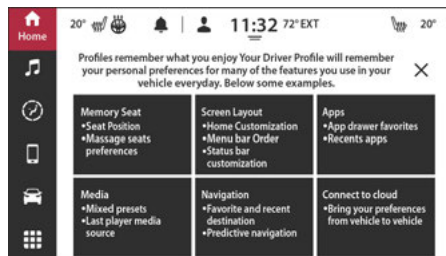 20° 11:32 72°EXT 20°
Home
Profiles remember what you enjoy Your Driver Profile will remember
your personal preferences for many of the features you use in your
vehicle everyday. Below some examples.
Memory Seat
•Seat Position
•Massage seats
preferences
Screen Layout
•Home Customization
•Menu bar Order
•Status bar
customization
Apps
•App drawer favorites
•Recents apps
Media
•Mixed presets
•Last player media
source
Navigation
•Favorite and recent
destination
•Predictive navigation
Connect to cloud
•Bring your preferences
from vehicle to vehicle